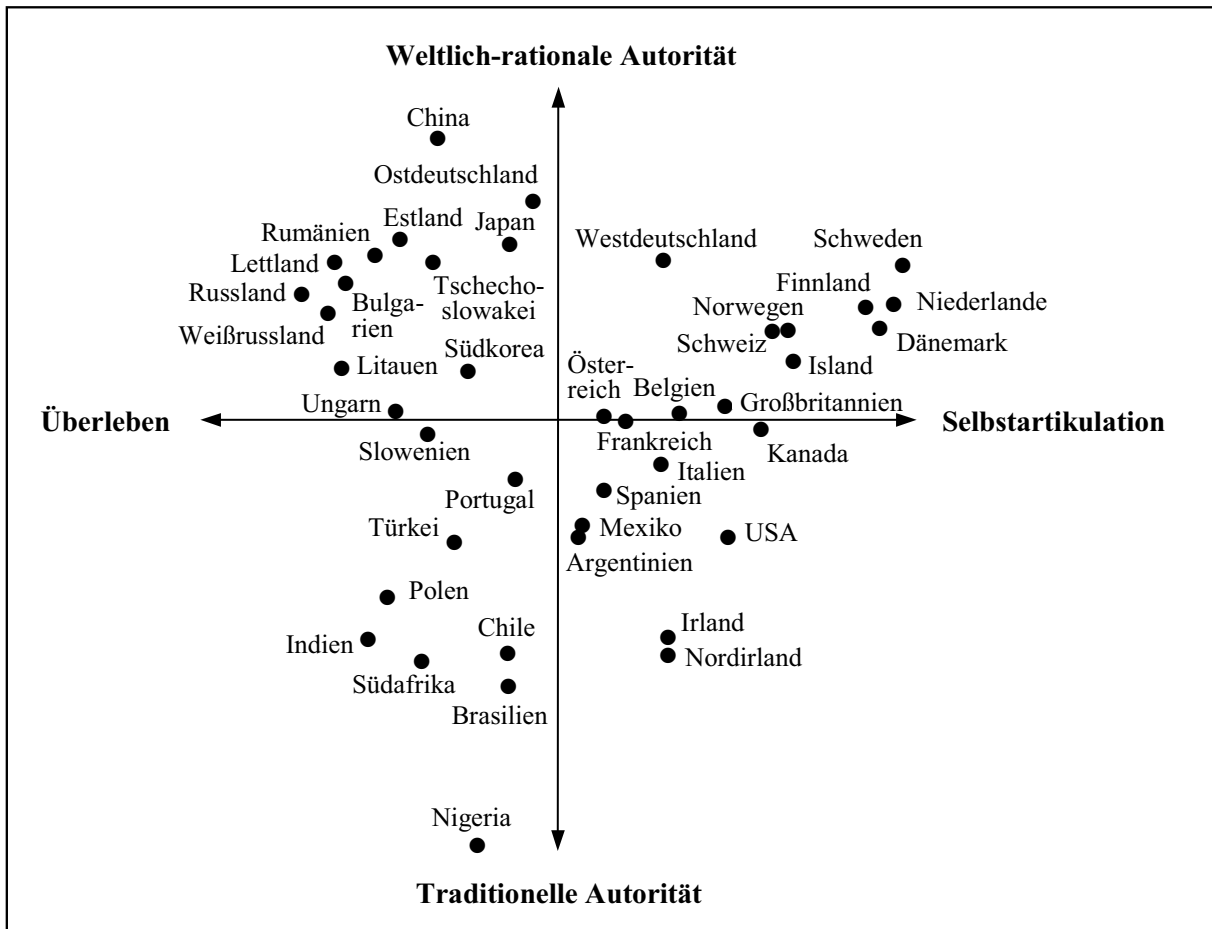 Weltlich-rationale Autorität
China
Ostdeutschland
Estland
Japan
Rumänien
Westdeutschland
Schweden
Lettland
Finnland
Russland
Bulga-
rien
Tschecho-
slowakei
Norwegen
Niederlande
Weißrussland
Schweiz
Dänemark
Südkorea
Litauen
Öster-
reich
Island
Belgien
Ungarn
Großbritannien
Überleben
Selbstartikulation
Slowenien
Frankreich
Kanada
Italien
Portugal
Spanien
Türkei
Mexiko
USA
Argentinien
Polen
Chile
Irland
Indien
Nordirland
Südafrika
Brasilien
Nigeria
Traditionelle Autorität